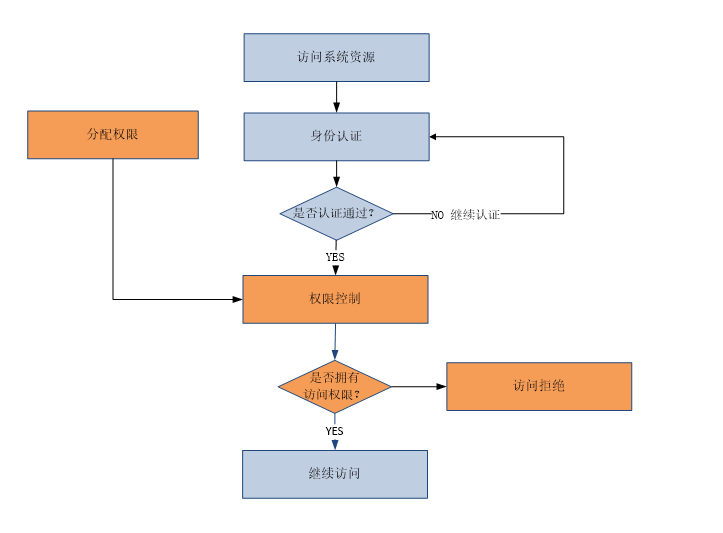 访问系统资源
分配权限
身份认证
是否认证通过?
NO 继续认证
YES
权限控制
是否拥有
访问权限?
访问拒绝
YES
继续访问